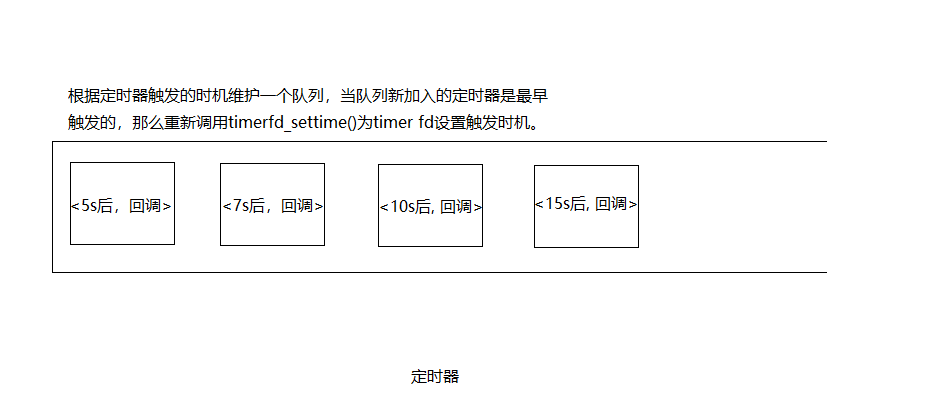 根据定时器触发的时机维护一个队列，当队列新加入的定时器是最早
触发的，那么重新调用timerfd_settime()为timer fd设置触发时机。
<5s后，回调>
<7s后，回调>
<10s后, 回调>
<15s后, 回调>
定时器